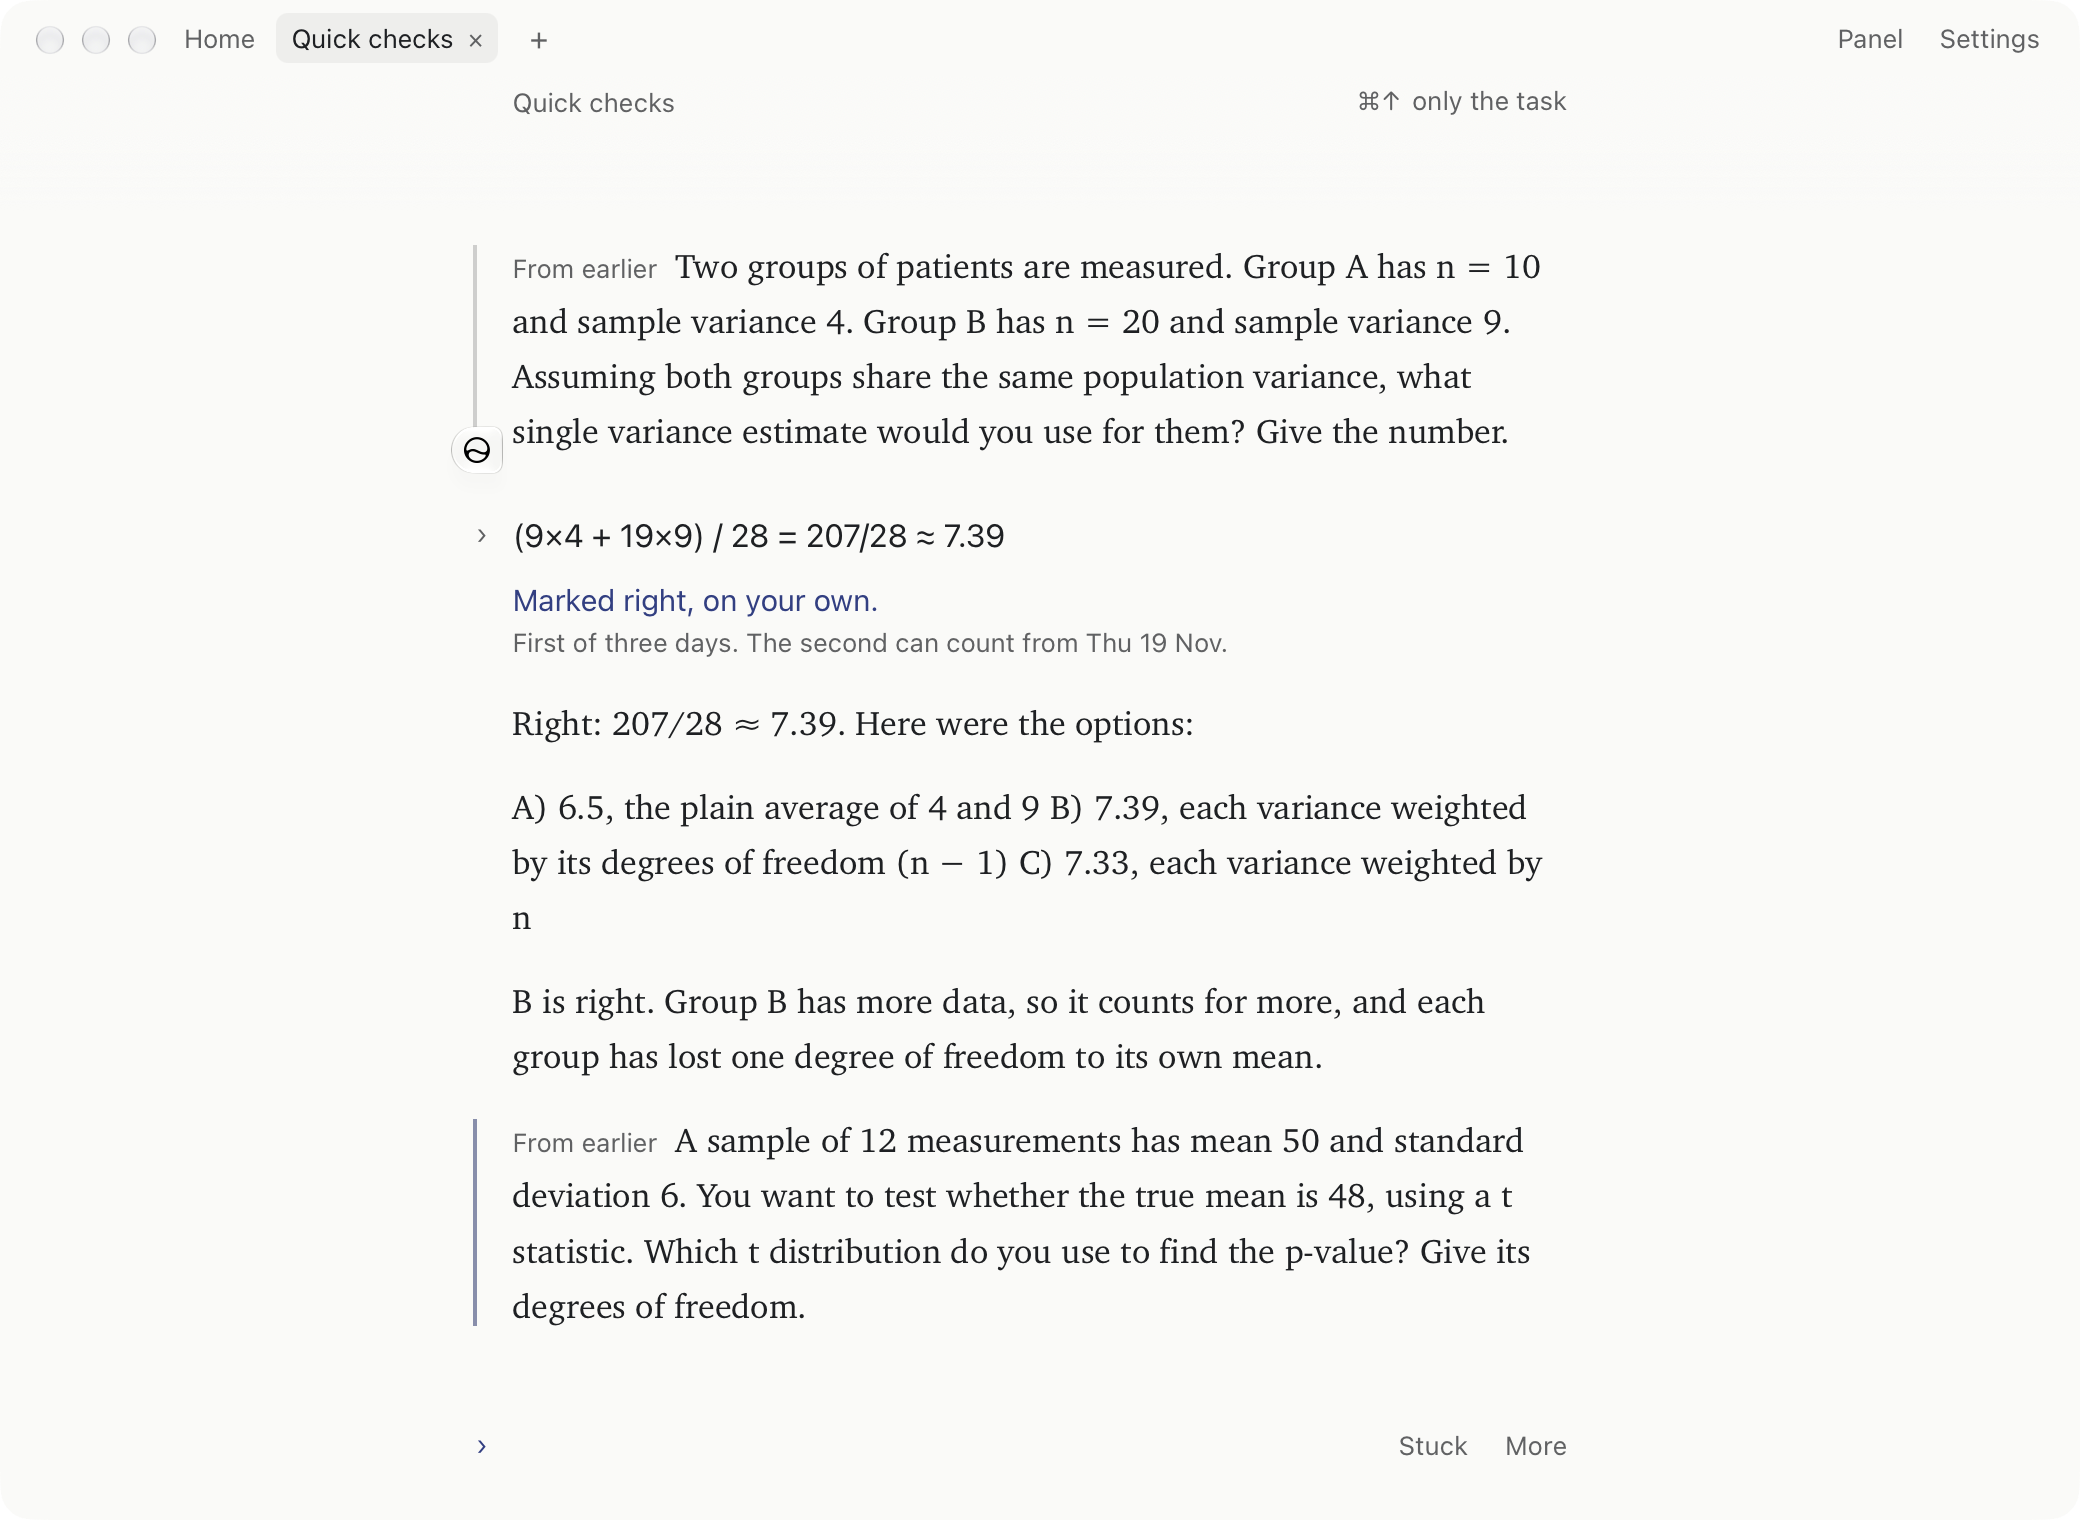 Home Quick checks × + Panel Settings
Quick checks ⌘↑ only the task
From earlier Two groups of patients are measured. Group A has n = 10
and sample variance 4. Group B has n = 20 and sample variance 9.
Assuming both groups share the same population variance, what
single variance estimate would you use for them? Give the number.
› (9×4 + 19×9) / 28 = 207/28 ≈ 7.39
Marked right, on your own.
First of three days. The second can count from Thu 19 Nov.
Right: 207/28 ≈ 7.39. Here were the options:
A) 6.5, the plain average of 4 and 9 B) 7.39, each variance weighted
by its degrees of freedom (n − 1) C) 7.33, each variance weighted by
n
B is right. Group B has more data, so it counts for more, and each
group has lost one degree of freedom to its own mean.
From earlier A sample of 12 measurements has mean 50 and standard
deviation 6. You want to test whether the true mean is 48, using a t
statistic. Which t distribution do you use to find the p-value? Give its
degrees of freedom.
› Stuck More